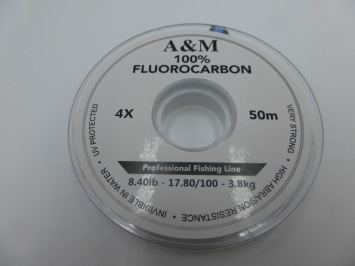 A&M
100%
FLUOROCARBON
4X
50m
Professional Fishing Line
8.40lb - 17.80/100 - 3.8kg
UV PROTECTED • INVISIBLE IN WATER • HIGH ABRASION RESISTANCE • VERY STRONG